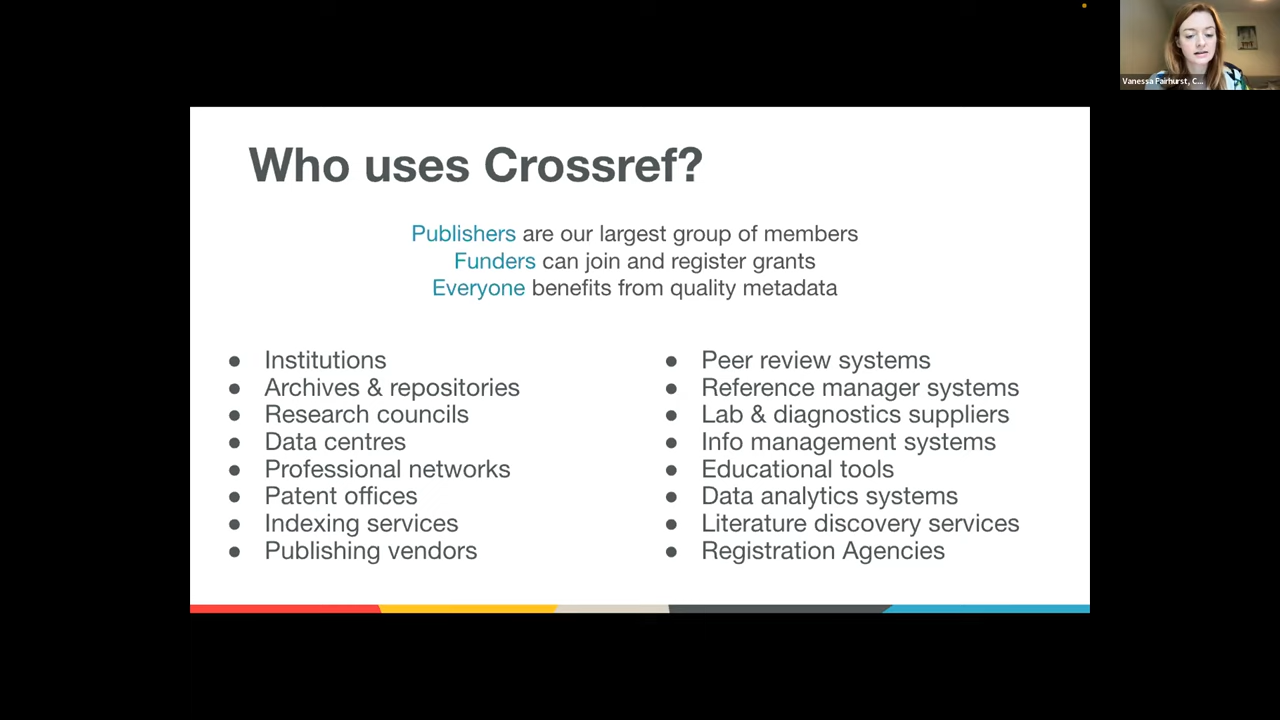 Vanessa Fairhurst, C...
Who uses Crossref?
Publishers are our largest group of members
Funders can join and register grants
Everyone benefits from quality metadata
● Institutions
● Archives & repositories
● Research councils
● Data centres
● Professional networks
● Patent offices
● Indexing services
● Publishing vendors
● Peer review systems
● Reference manager systems
● Lab & diagnostics suppliers
● Info management systems
● Educational tools
● Data analytics systems
● Literature discovery services
● Registration Agencies